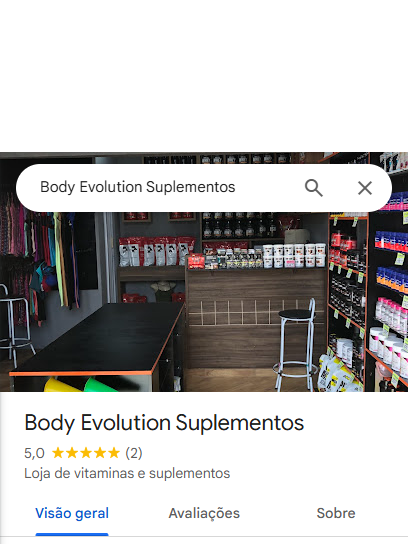 Body Evolution Suplementos
Body Evolution Suplementos
5,0 ★★★★★ (2)
Loja de vitaminas e suplementos
Visão geral Avaliações Sobre